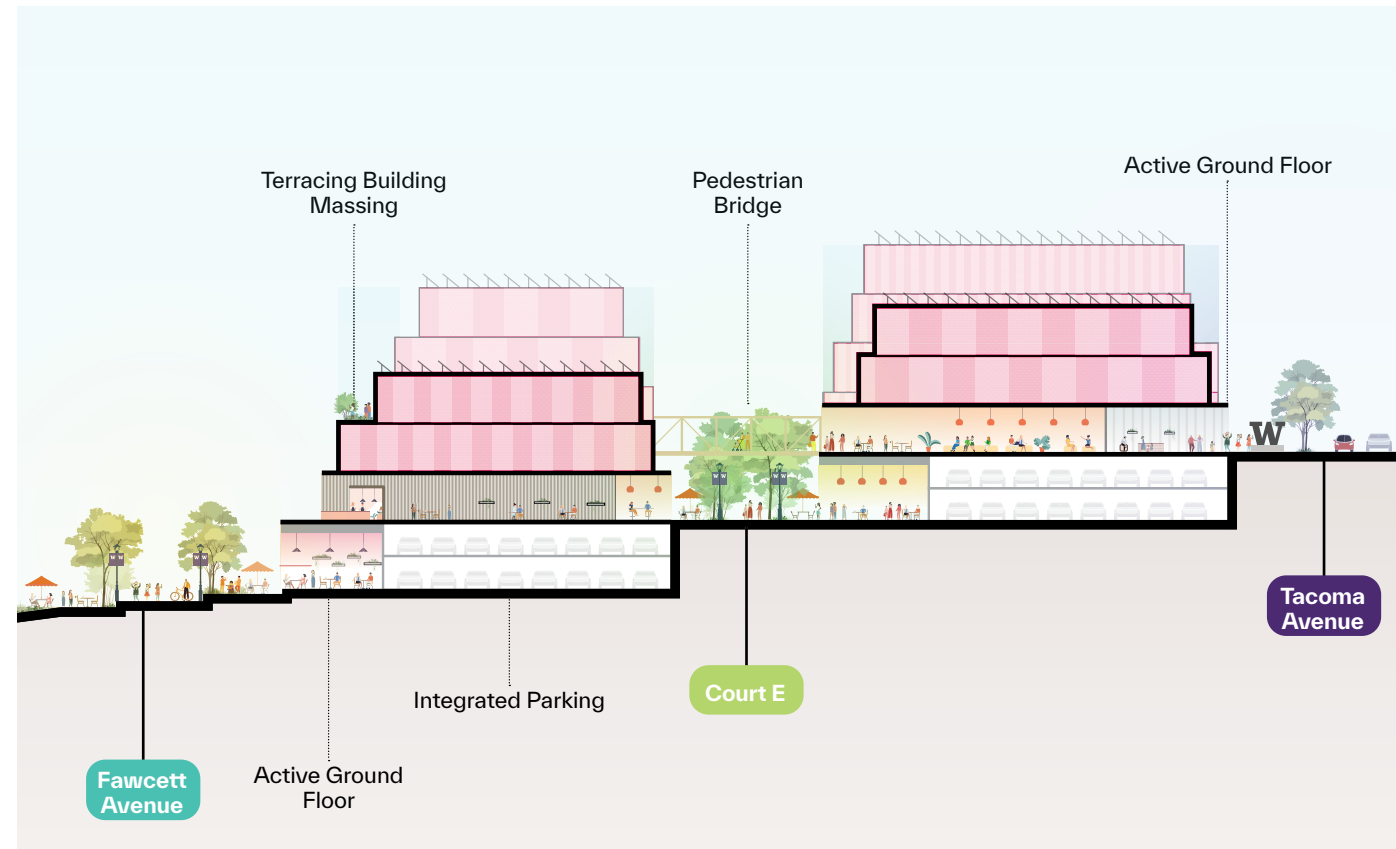 Active Ground Floor
Terracing Building
Massing
Pedestrian
Bridge
W
W W
W W
W W
W W
Tacoma
Avenue
Court E
Integrated Parking
Fawcett
Avenue
Active Ground
Floor